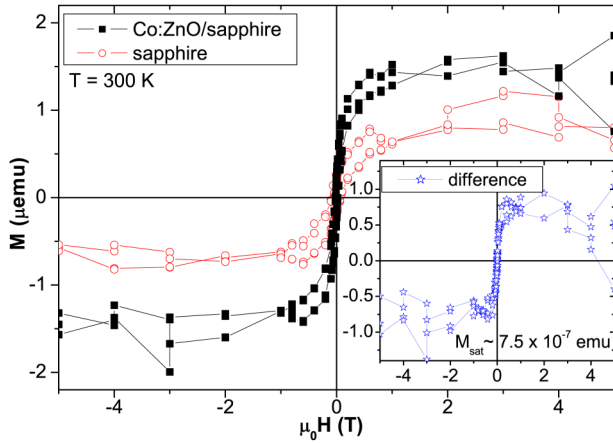 Co:ZnO/sapphire
sapphire
T = 300 K
2
1
0
-1
-2
M (μemu)
-4
-2
0
2
4
μ₀H (T)
difference
1.0
0.5
0.0
-0.5
-1.0
M_sat ~ 7.5 x 10⁻⁷ emu
-4
-2
0
2
4